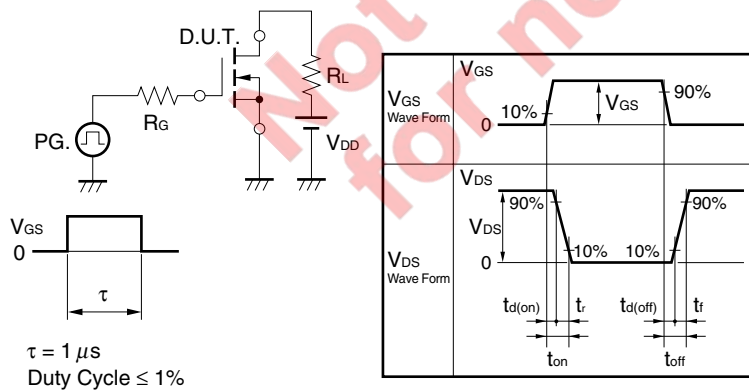 Not
for ne
D.U.T.
RL
RG
PG.
VDD
VGS
0
τ
τ = 1 μs
Duty Cycle ≤ 1%
VGS
Wave Form
VGS
10%
0
VGS
90%
VDS
Wave Form
VDS
90%
VDS
0
10%
10%
90%
td(on)
tr
td(off)
tf
ton
toff